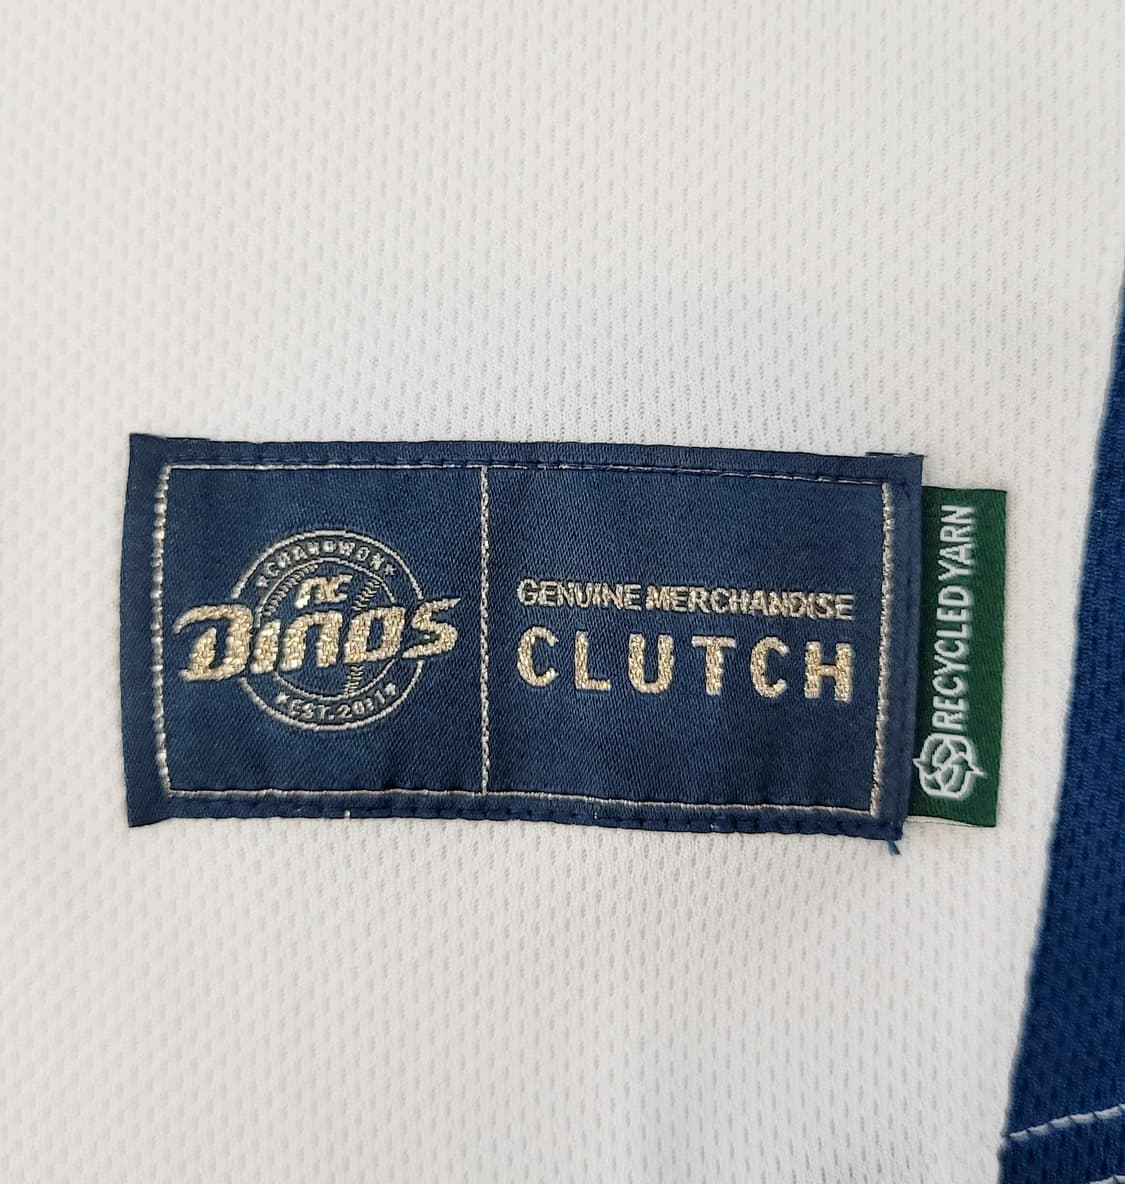 CHANGWON
NC
DINOS
EST. 2011
GENUINE MERCHANDISE
CLUTCH
RECYCLED YARN